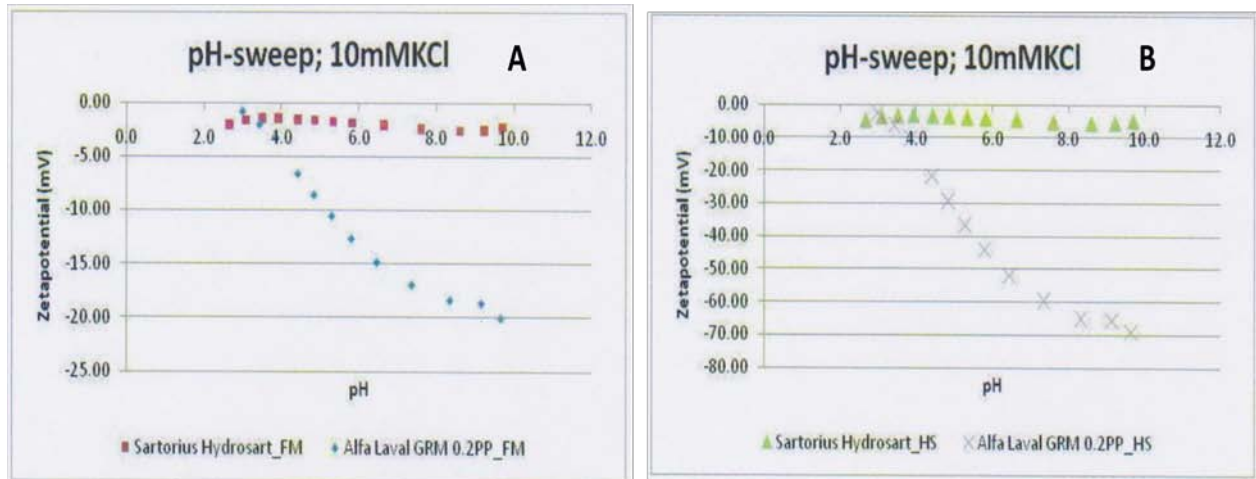 pH-sweep; 10mMKCl A
0.00
0.0 2.0 4.0 6.0 8.0 10.0 12.0
-5.00
-10.00
-15.00
-20.00
-25.00
Zetapotential (mV)
pH
Sartorius Hydrosart_FM Alfa Laval GRM 0.2PP_FM
pH-sweep; 10mMKCl B
0.00
0.0 2.0 4.0 6.0 8.0 10.0 12.0
-10.00
-20.00
-30.00
-40.00
-50.00
-60.00
-70.00
-80.00
Zetapotential (mV)
pH
Sartorius Hydrosart_HS Alfa Laval GRM 0.2PP_HS